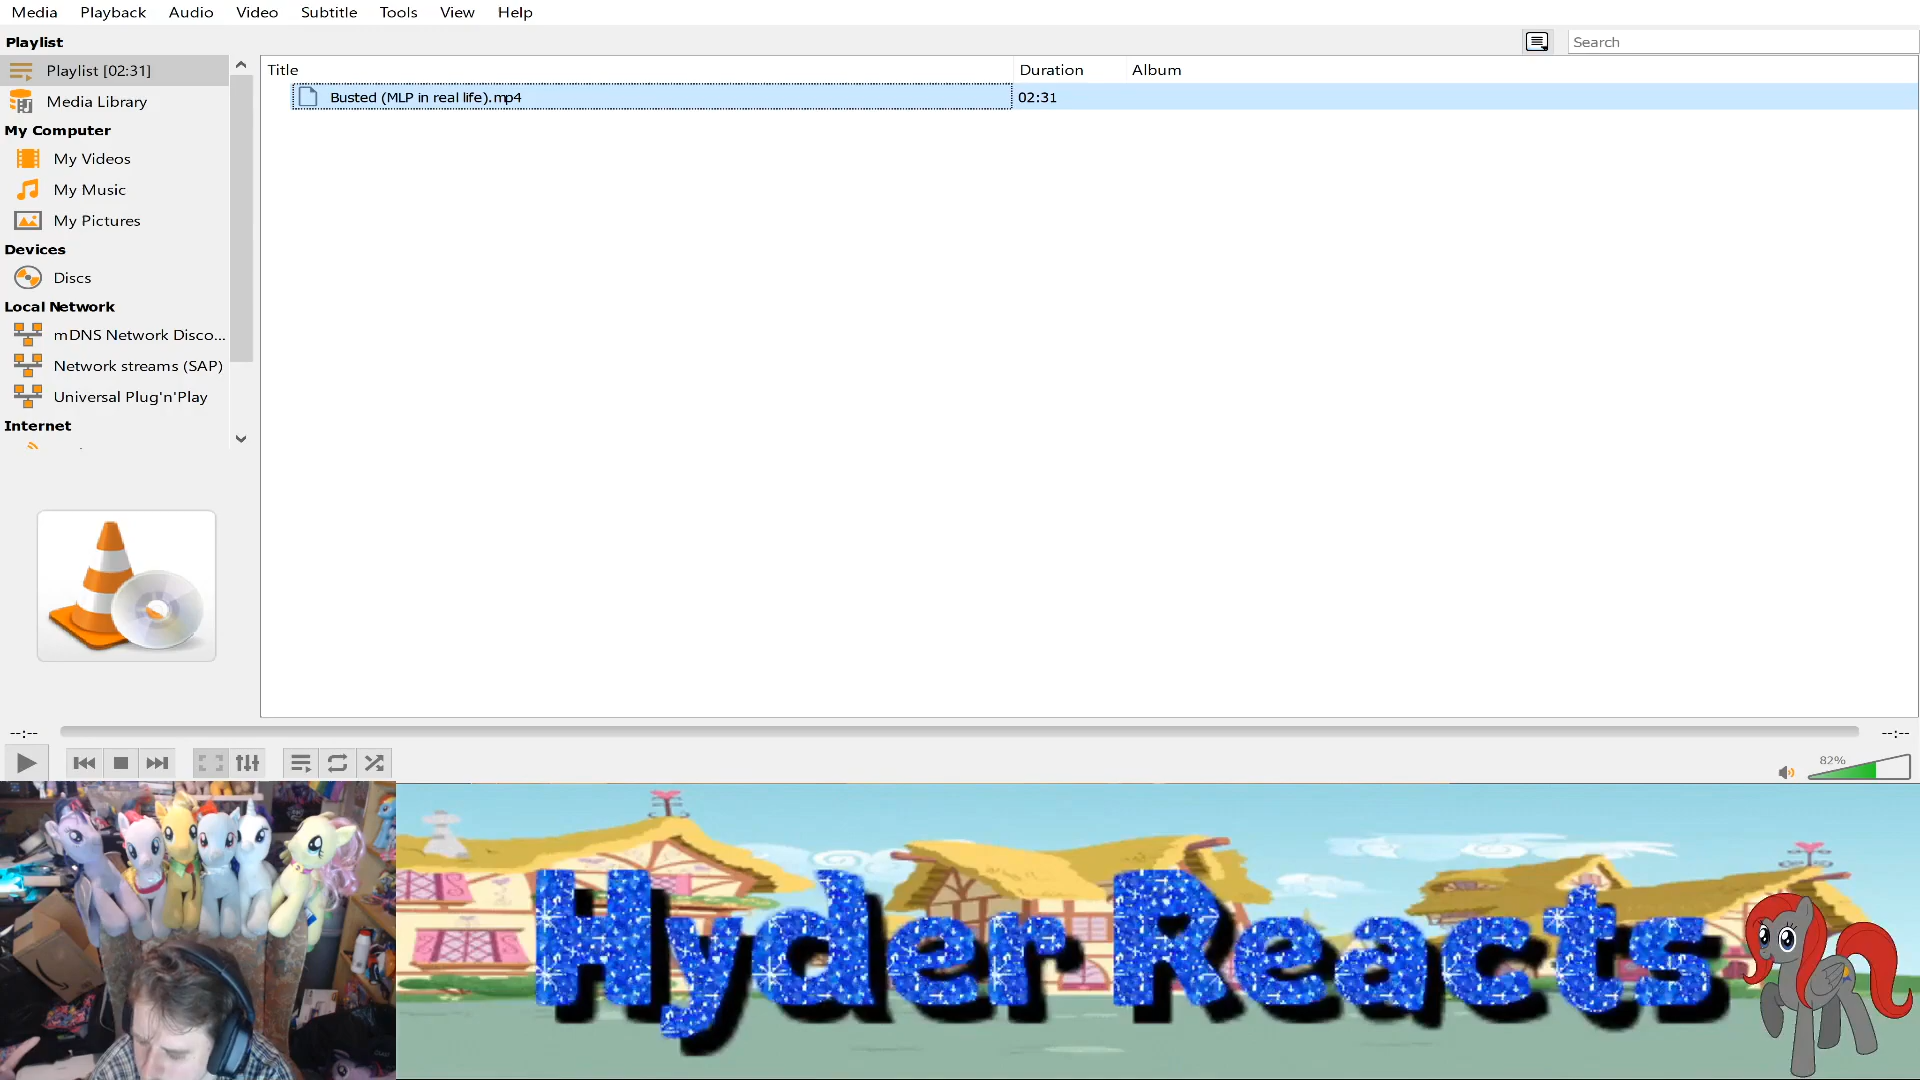 Media Playback Audio Video Subtitle Tools View Help
Playlist
Search
Playlist [02:31]
Media Library
My Computer
My Videos
My Music
My Pictures
Devices
Discs
Local Network
mDNS Network Disco...
Network streams (SAP)
Universal Plug'n'Play
Internet
Title Duration Album
Busted (MLP in real life).mp4 02:31
--:-- --:--
82%
Hyder Reacts